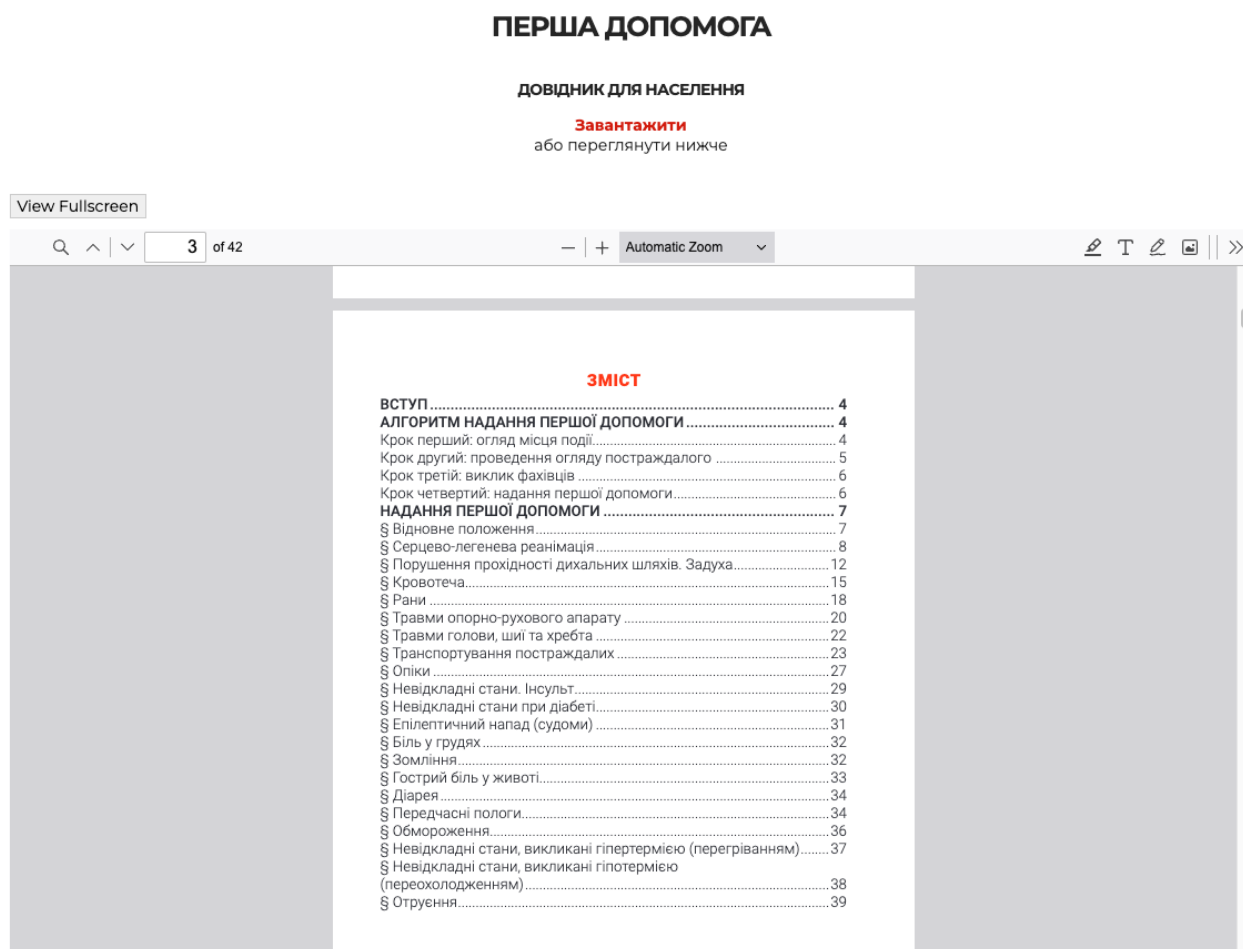 ПЕРША ДОПОМОГА
ДОВІДНИК ДЛЯ НАСЕЛЕННЯ
Завантажити
або переглянути нижче
View Fullscreen
3 of 42 Automatic Zoom
ЗМІСТ
ВСТУП 4
АЛГОРИТМ НАДАННЯ ПЕРШОЇ ДОПОМОГИ 4
Крок перший: огляд місця події 4
Крок другий: проведення огляду постраждалого 5
Крок третій: виклик фахівців 6
Крок четвертий: надання першої допомоги 6
НАДАННЯ ПЕРШОЇ ДОПОМОГИ 7
§ Відновне положення 7
§ Серцево-легенева реанімація 8
§ Порушення прохідності дихальних шляхів. Задуха 12
§ Кровотеча 15
§ Рани 18
§ Травми опорно-рухового апарату 20
§ Травми голови, шиї та хребта 22
§ Транспортування постраждалих 23
§ Опіки 27
§ Невідкладні стани. Інсульт 29
§ Невідкладні стани при діабеті 30
§ Епілептичний напад (судоми) 31
§ Біль у грудях 32
§ Зомління 32
§ Гострий біль у животі 33
§ Діарея 34
§ Передчасні пологи 34
§ Обмороження 36
§ Невідкладні стани, викликані гіпертермією (перегріванням) 37
§ Невідкладні стани, викликані гіпотермією
(переохолодженням) 38
§ Отруєння 39